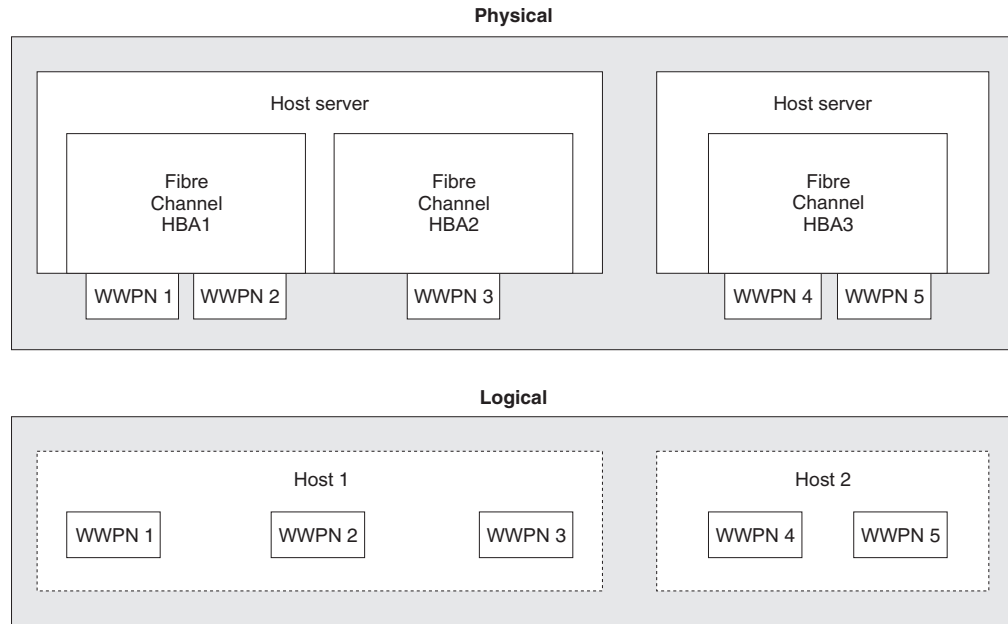 Physical
Host server
Host server
Fibre
Channel
HBA1
Fibre
Channel
HBA2
Fibre
Channel
HBA3
WWPN 1
WWPN 2
WWPN 3
WWPN 4
WWPN 5
Logical
Host 1
Host 2
WWPN 1
WWPN 2
WWPN 3
WWPN 4
WWPN 5